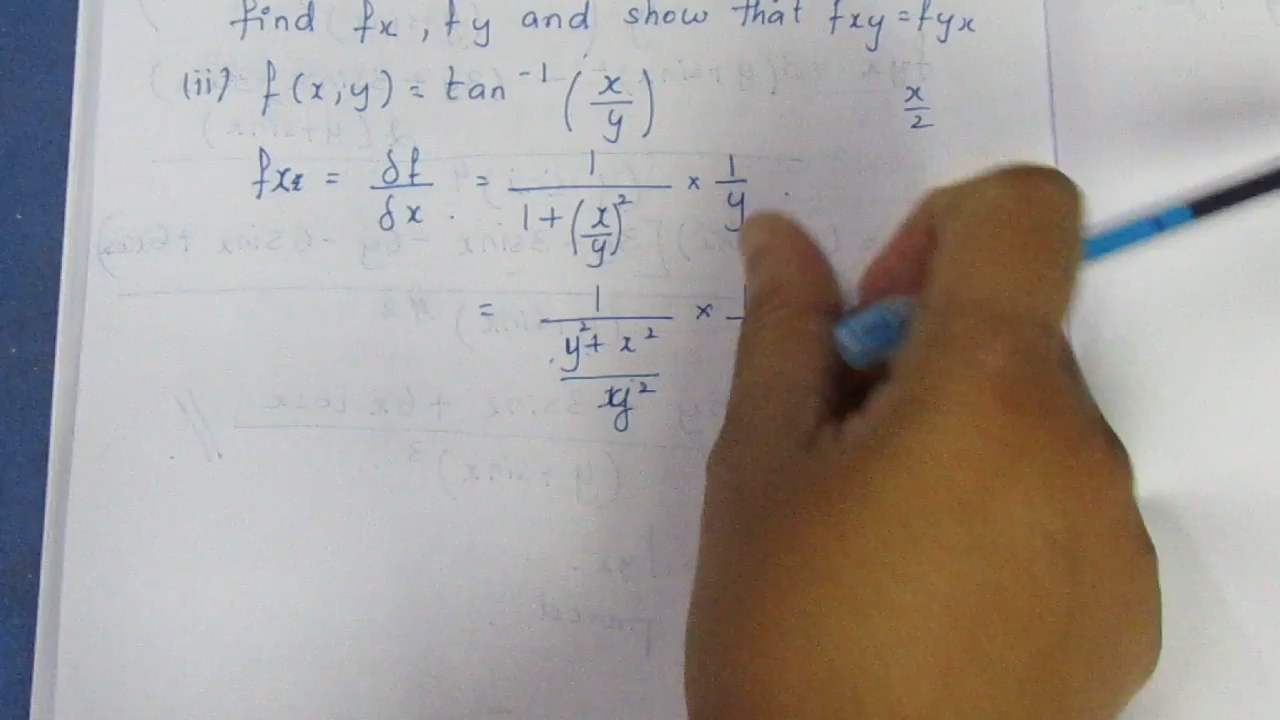 find fx, fy and show that fxy = fyx
(ii) f(x,y) = tan⁻¹ (x/y)
x/2
fx = δf/δx = 1/(1+(x/y)²) × 1/y
= 1/((y²+x²)/y²) ×